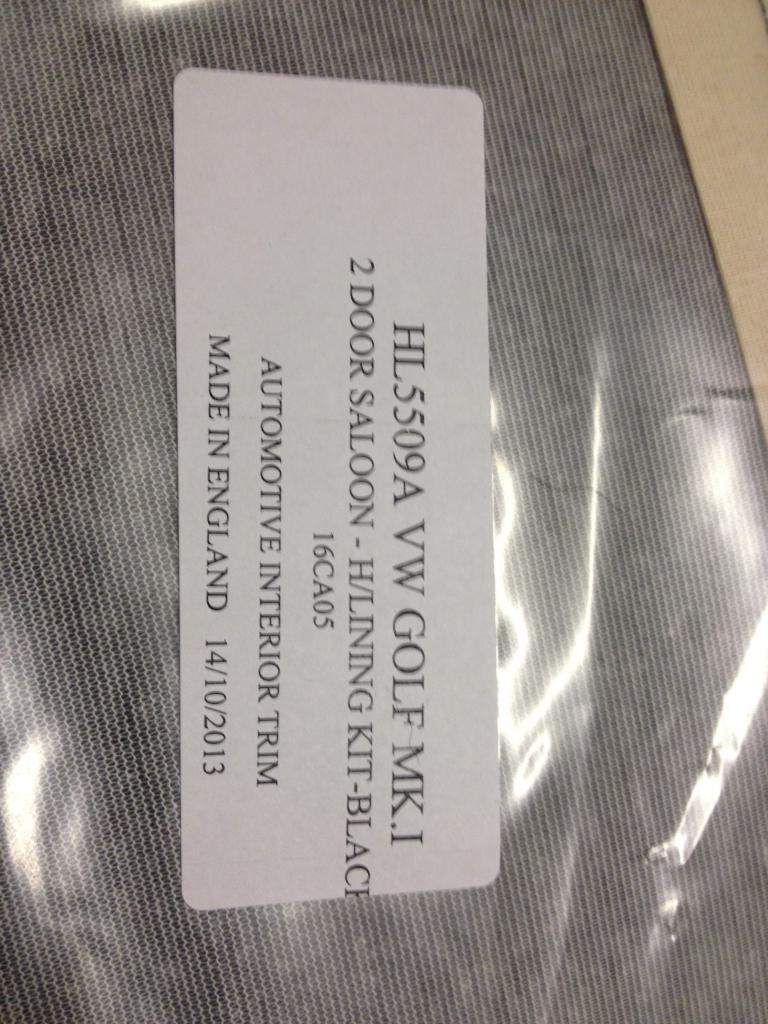 HL5509A VW GOLF MK.I
2 DOOR SALOON - H/LINING KIT-BLACK
16CA05
AUTOMOTIVE INTERIOR TRIM
MADE IN ENGLAND 14/10/2013